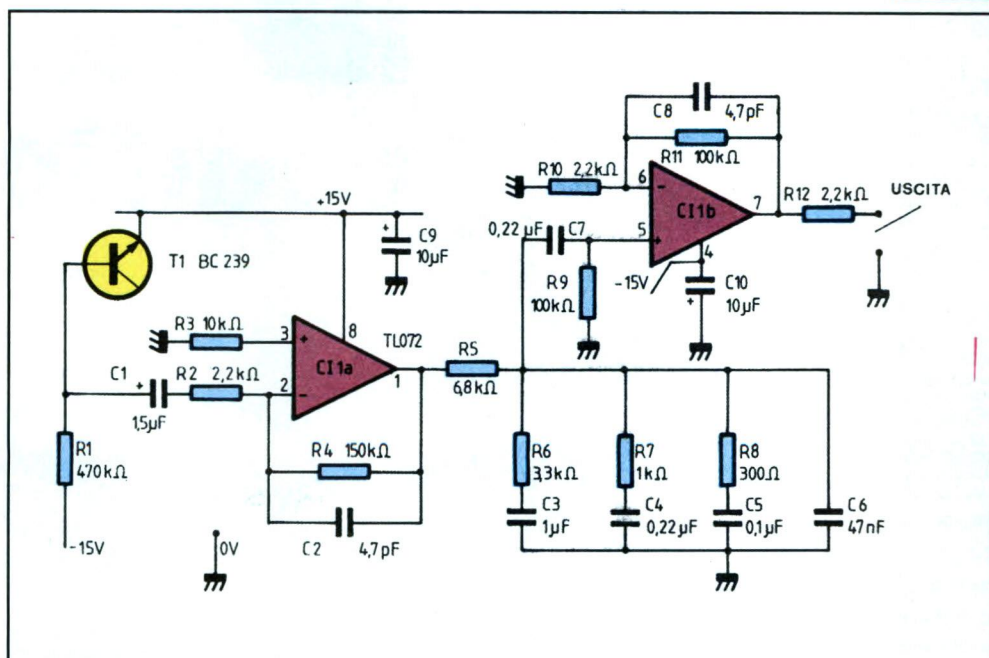 C8 4,7pF
R11 100kΩ
R10 2,2kΩ
6
-
CI1b
7
R12 2,2kΩ
USCITA
+15V
0,22µF C7
5
+
4
T1 BC 239
+
C9
10µF
R9
100kΩ
-15V
C10
10µF
+
R3 10kΩ
3
+
8
TL072
C1
+
1,5µF
R2 2,2kΩ
2
-
CI1a
1
R5
6,8kΩ
R1
470kΩ
R4 150kΩ
R6
3,3kΩ
R7
1kΩ
R8
300Ω
C3
1µF
C4
0,22µF
C5
0,1µF
C6
47nF
-15V
0V
C2 4,7pF